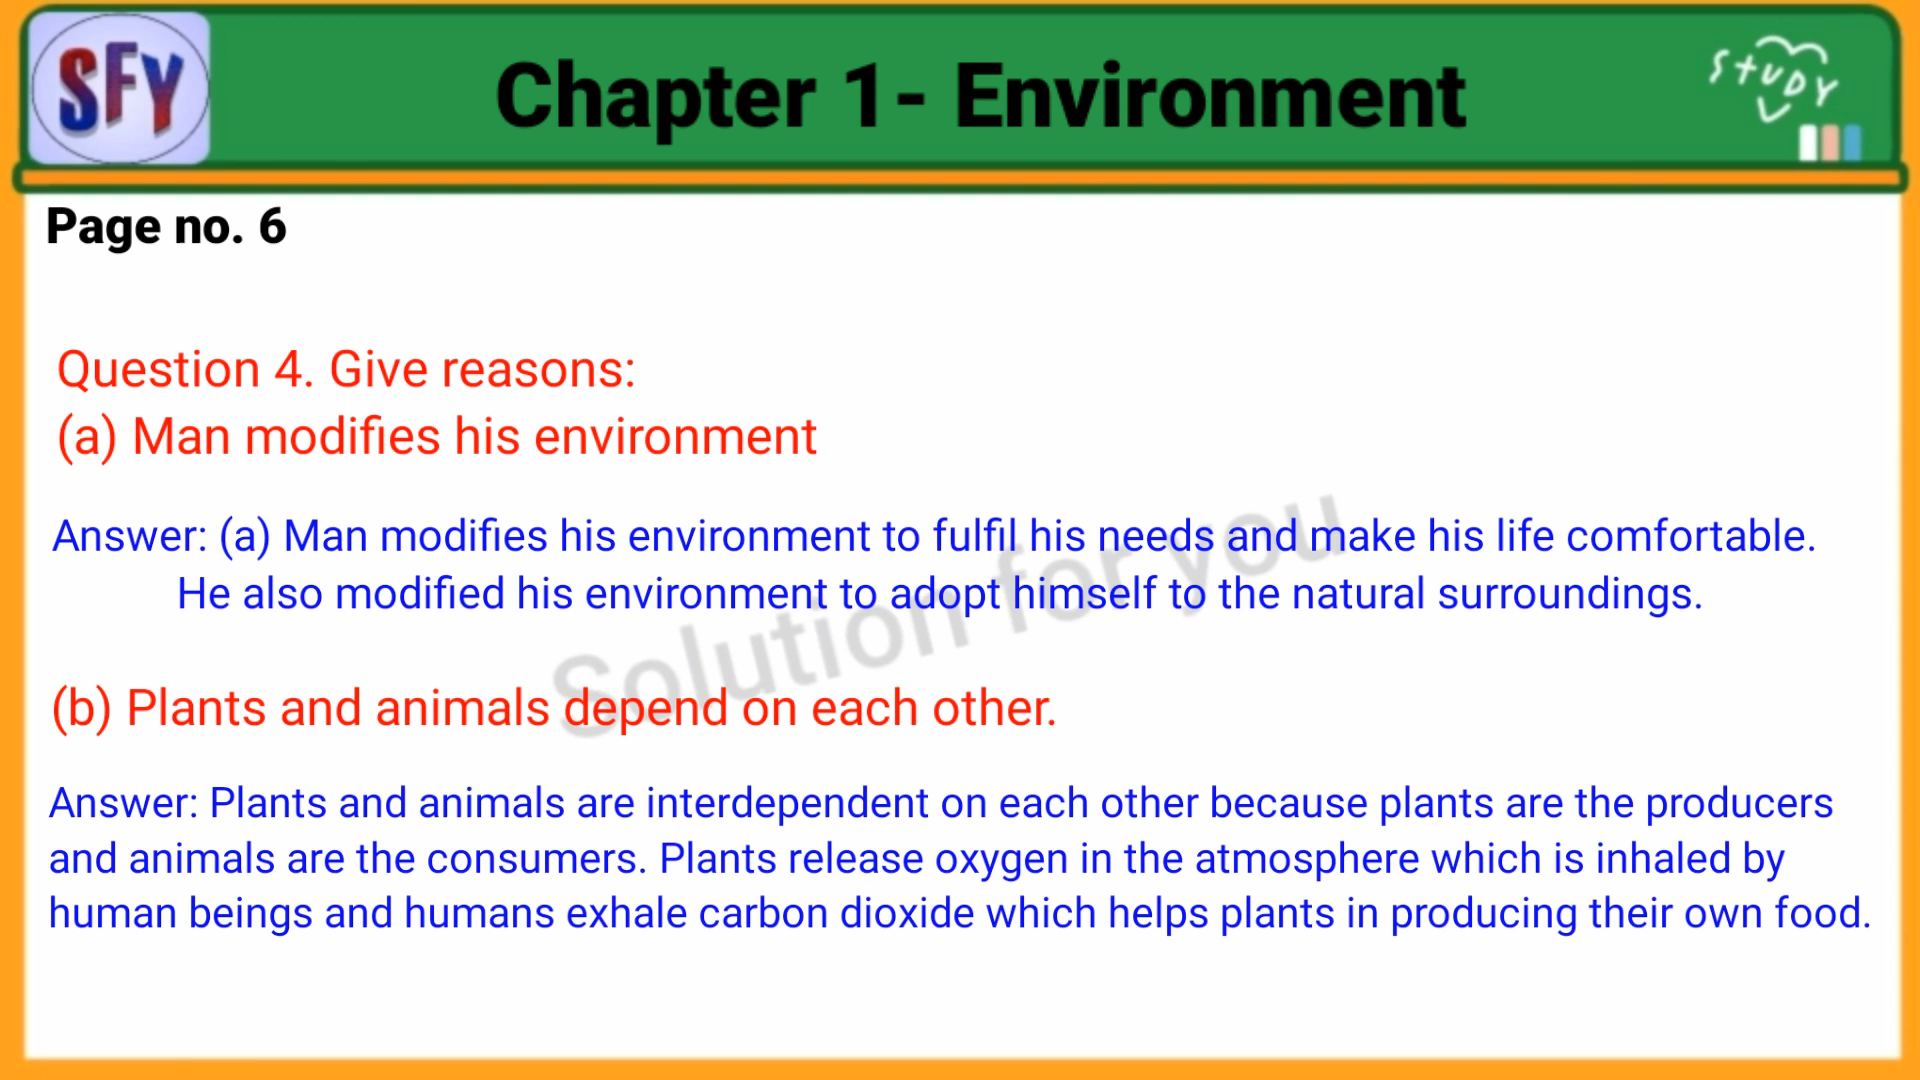 SFY
Chapter 1- Environment
STUDY
Page no. 6
Question 4. Give reasons:
(a) Man modifies his environment
Answer: (a) Man modifies his environment to fulfil his needs and make his life comfortable.
He also modified his environment to adopt himself to the natural surroundings.
Solution for you
(b) Plants and animals depend on each other.
Answer: Plants and animals are interdependent on each other because plants are the producers
and animals are the consumers. Plants release oxygen in the atmosphere which is inhaled by
human beings and humans exhale carbon dioxide which helps plants in producing their own food.